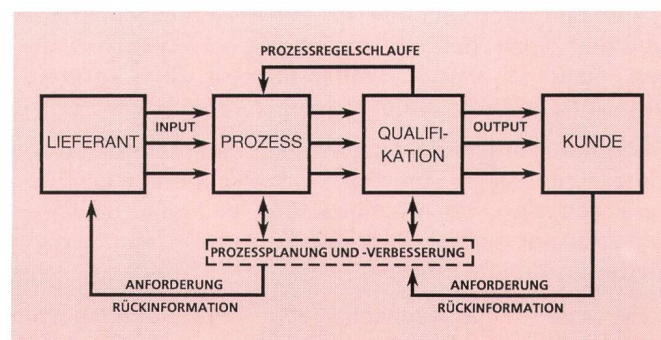 PROZESSREGELSCHLAUFE
LIEFERANT
INPUT
PROZESS
QUALIFI-
KATION
OUTPUT
KUNDE
PROZESSPLANUNG UND -VERBESSERUNG
ANFORDERUNG
RÜCKINFORMATION
ANFORDERUNG
RÜCKINFORMATION